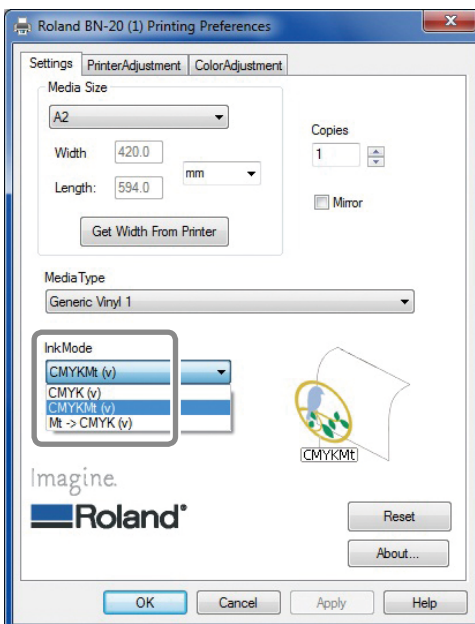 Roland BN-20 (1) Printing Preferences
Settings PrinterAdjustment ColorAdjustment
Media Size
A2
Width 420.0
Length: 594.0
mm
Get Width From Printer
Copies
1
Mirror
MediaType
Generic Vinyl 1
InkMode
CMYKMt (v)
CMYK (v)
CMYKMt (v)
Mt -> CMYK (v)
CMYKMt
Imagine.
Roland®
Reset
About...
OK Cancel Apply Help